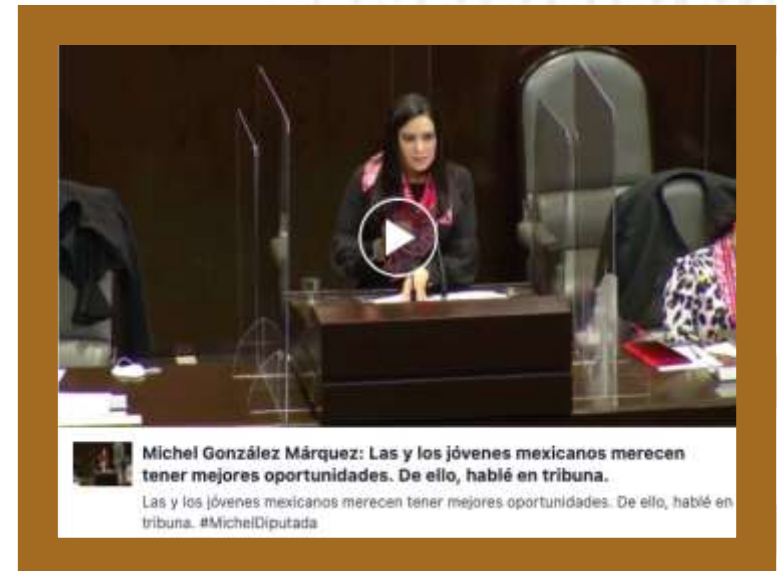 Michel González Márquez: Las y los jóvenes mexicanos merecen
tener mejores oportunidades. De ello, hablé en tribuna.
Las y los jóvenes mexicanos merecen tener mejores oportunidades. De ello, hablé en
tribuna. #MichelDiputada